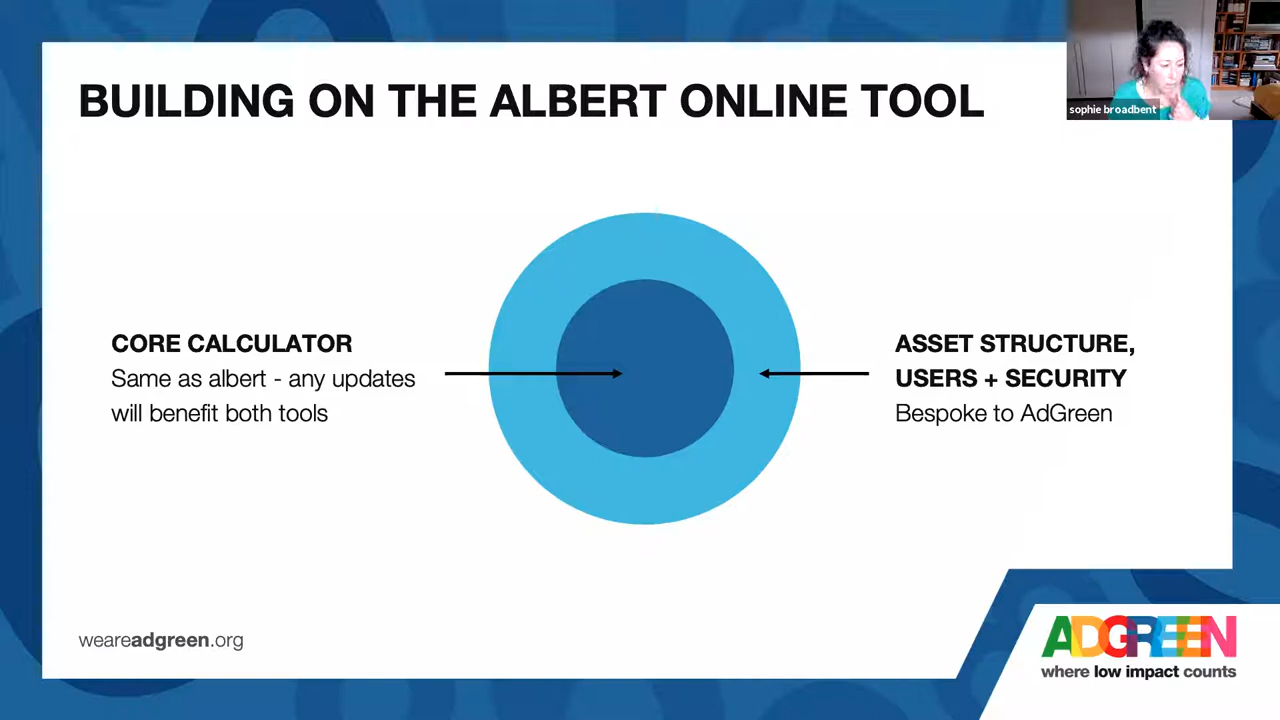 BUILDING ON THE ALBERT ONLINE TOOL
sophie broadbent
CORE CALCULATOR
Same as albert - any updates
will benefit both tools
ASSET STRUCTURE,
USERS + SECURITY
Bespoke to AdGreen
weareadgreen.org
ADGREEN
where low impact counts